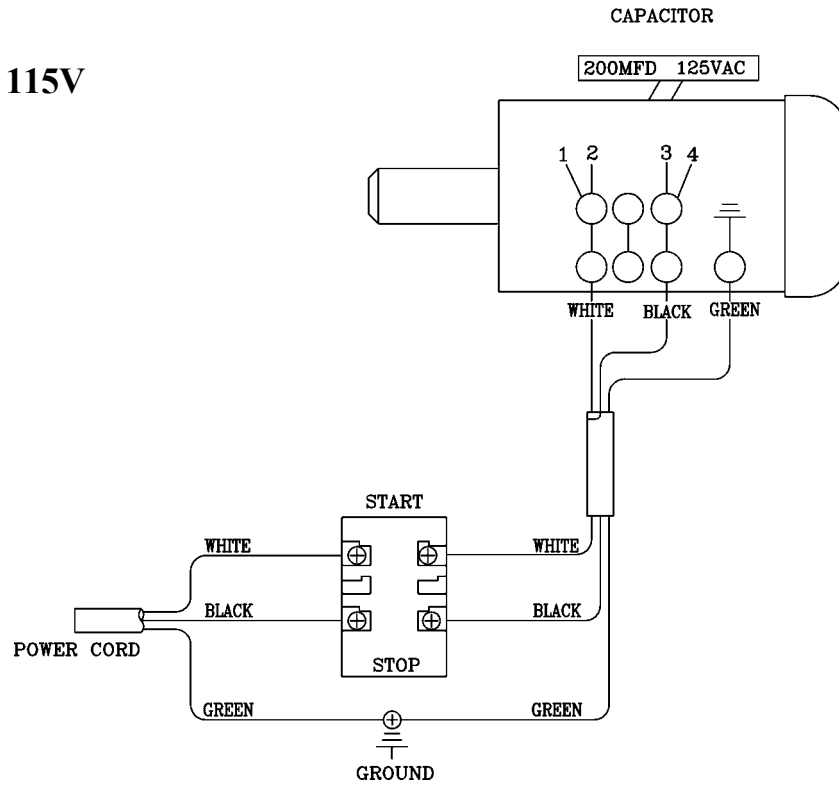 CAPACITOR
115V
200MFD 125VAC
1 2 3 4
WHITE BLACK GREEN
START
WHITE WHITE
BLACK BLACK
POWER CORD
STOP
GREEN GREEN
GROUND